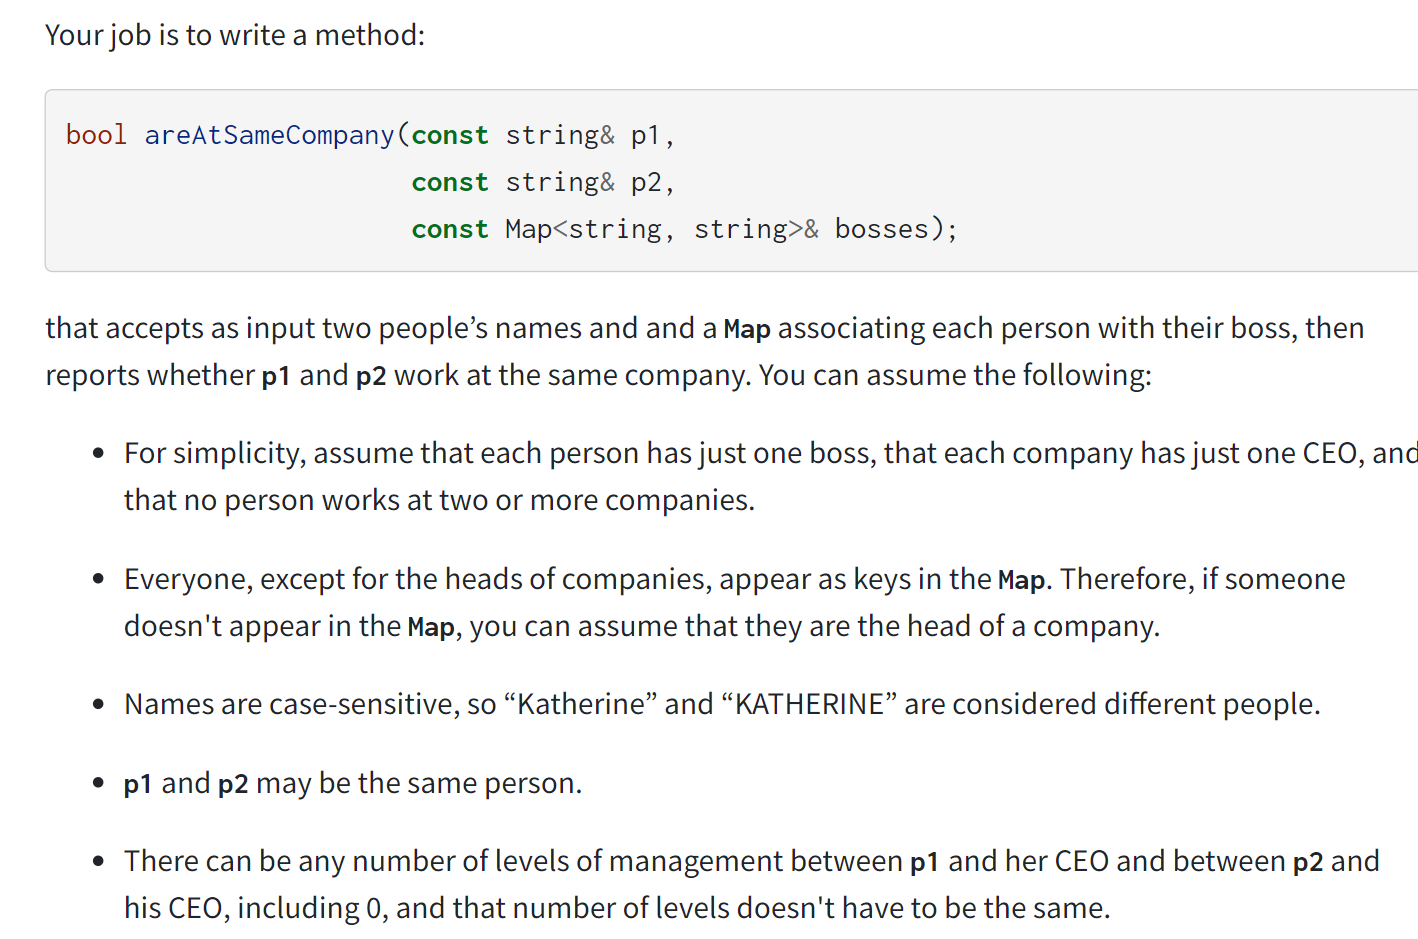 Your job is to write a method:
bool areAtSameCompany(const string& p1,
const string& p2,
const Map<string, string>& bosses);
that accepts as input two people’s names and and a Map associating each person with their boss, then
reports whether p1 and p2 work at the same company. You can assume the following:
• For simplicity, assume that each person has just one boss, that each company has just one CEO, and
that no person works at two or more companies.
• Everyone, except for the heads of companies, appear as keys in the Map. Therefore, if someone
doesn't appear in the Map, you can assume that they are the head of a company.
• Names are case-sensitive, so “Katherine” and “KATHERINE” are considered different people.
• p1 and p2 may be the same person.
• There can be any number of levels of management between p1 and her CEO and between p2 and
his CEO, including 0, and that number of levels doesn't have to be the same.